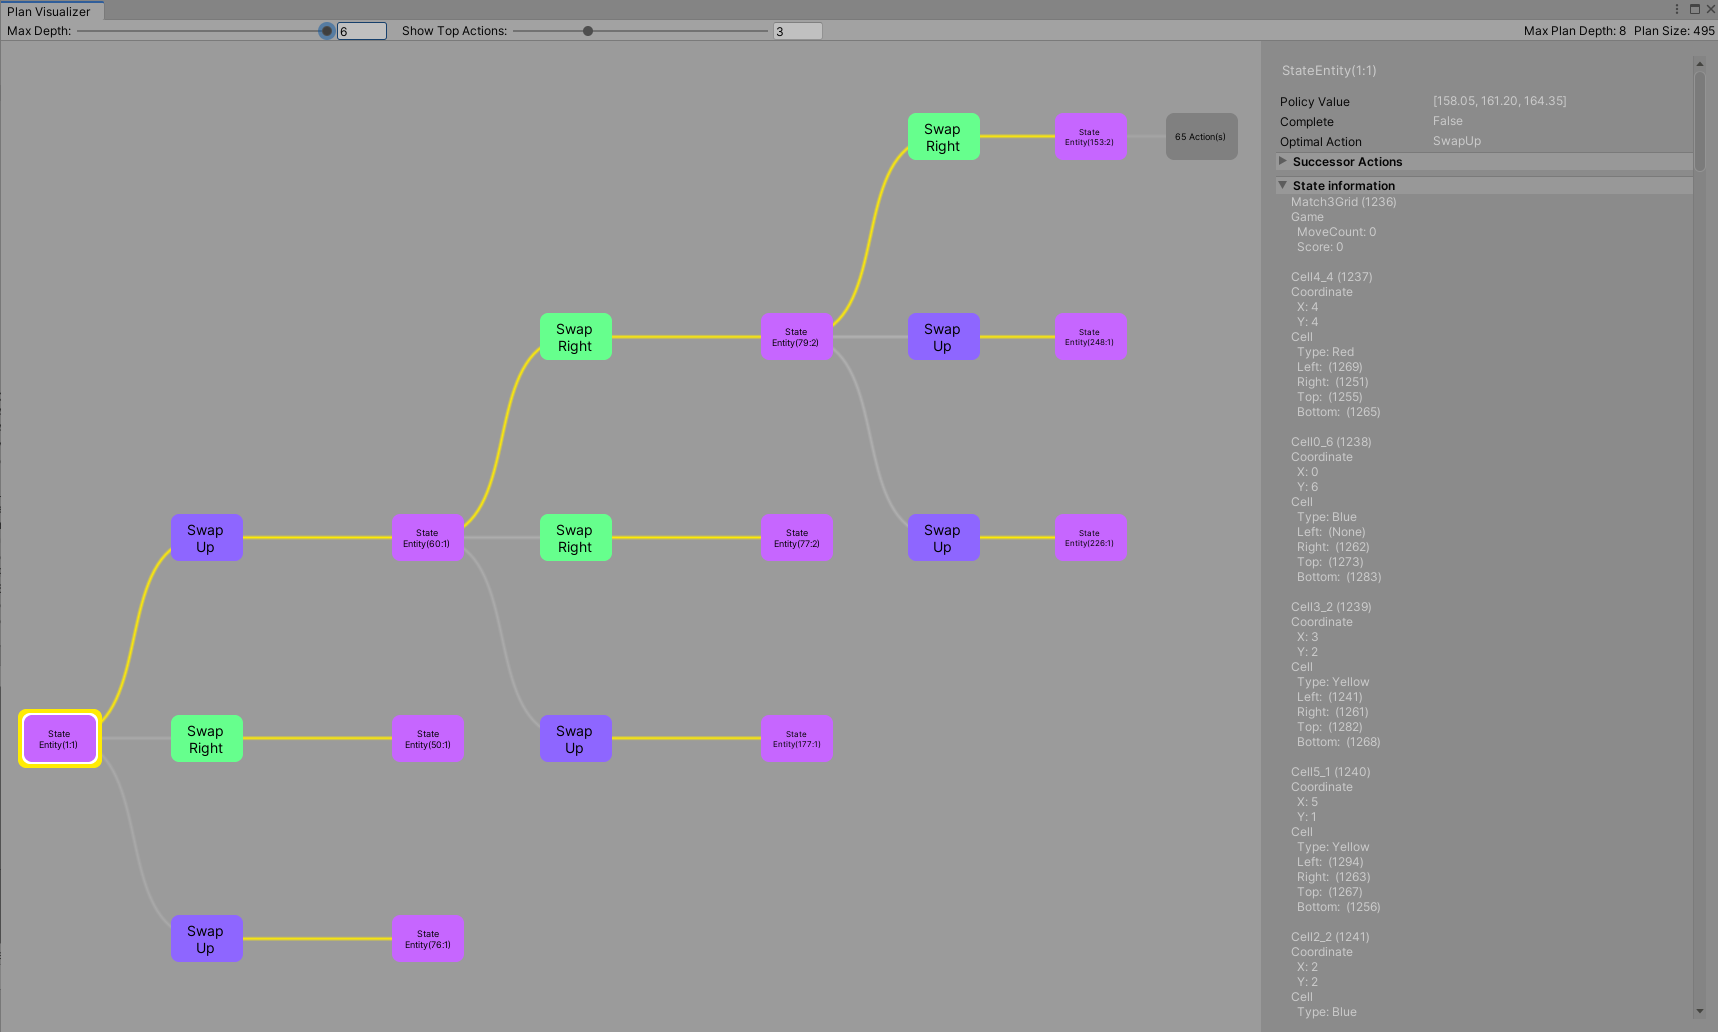 Plan Visualizer
Max Depth: 6 Show Top Actions: 3 Max Plan Depth: 8 Plan Size: 495
Swap
Right
State
Entity(153:2)
65 Action(s)
Swap
Right
State
Entity(79:2)
Swap
Up
State
Entity(248:1)
Swap
Up
State
Entity(60:1)
Swap
Right
State
Entity(77:2)
Swap
Up
State
Entity(226:1)
State
Entity(1:1)
Swap
Right
State
Entity(50:1)
Swap
Up
State
Entity(177:1)
Swap
Up
State
Entity(76:1)
StateEntity(1:1)
Policy Value [158.05, 161.20, 164.35]
Complete False
Optimal Action SwapUp
Successor Actions
State information
Match3Grid (1236)
Game
MoveCount: 0
Score: 0
Cell4_4 (1237)
Coordinate
X: 4
Y: 4
Cell
Type: Red
Left: (1269)
Right: (1251)
Top: (1255)
Bottom: (1265)
Cell0_6 (1238)
Coordinate
X: 0
Y: 6
Cell
Type: Blue
Left: (None)
Right: (1262)
Top: (1273)
Bottom: (1283)
Cell3_2 (1239)
Coordinate
X: 3
Y: 2
Cell
Type: Yellow
Left: (1241)
Right: (1261)
Top: (1282)
Bottom: (1268)
Cell5_1 (1240)
Coordinate
X: 5
Y: 1
Cell
Type: Yellow
Left: (1294)
Right: (1263)
Top: (1267)
Bottom: (1256)
Cell2_2 (1241)
Coordinate
X: 2
Y: 2
Cell
Type: Blue